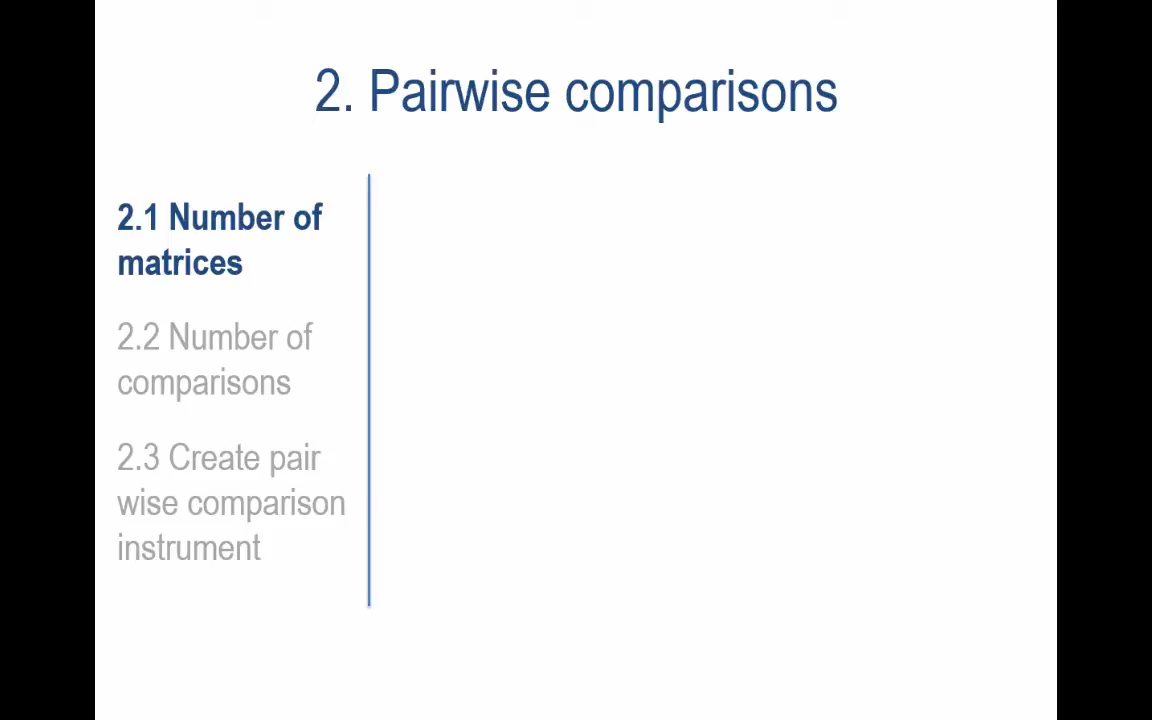 2. Pairwise comparisons
2.1 Number of
matrices
2.2 Number of
comparisons
2.3 Create pair
wise comparison
instrument